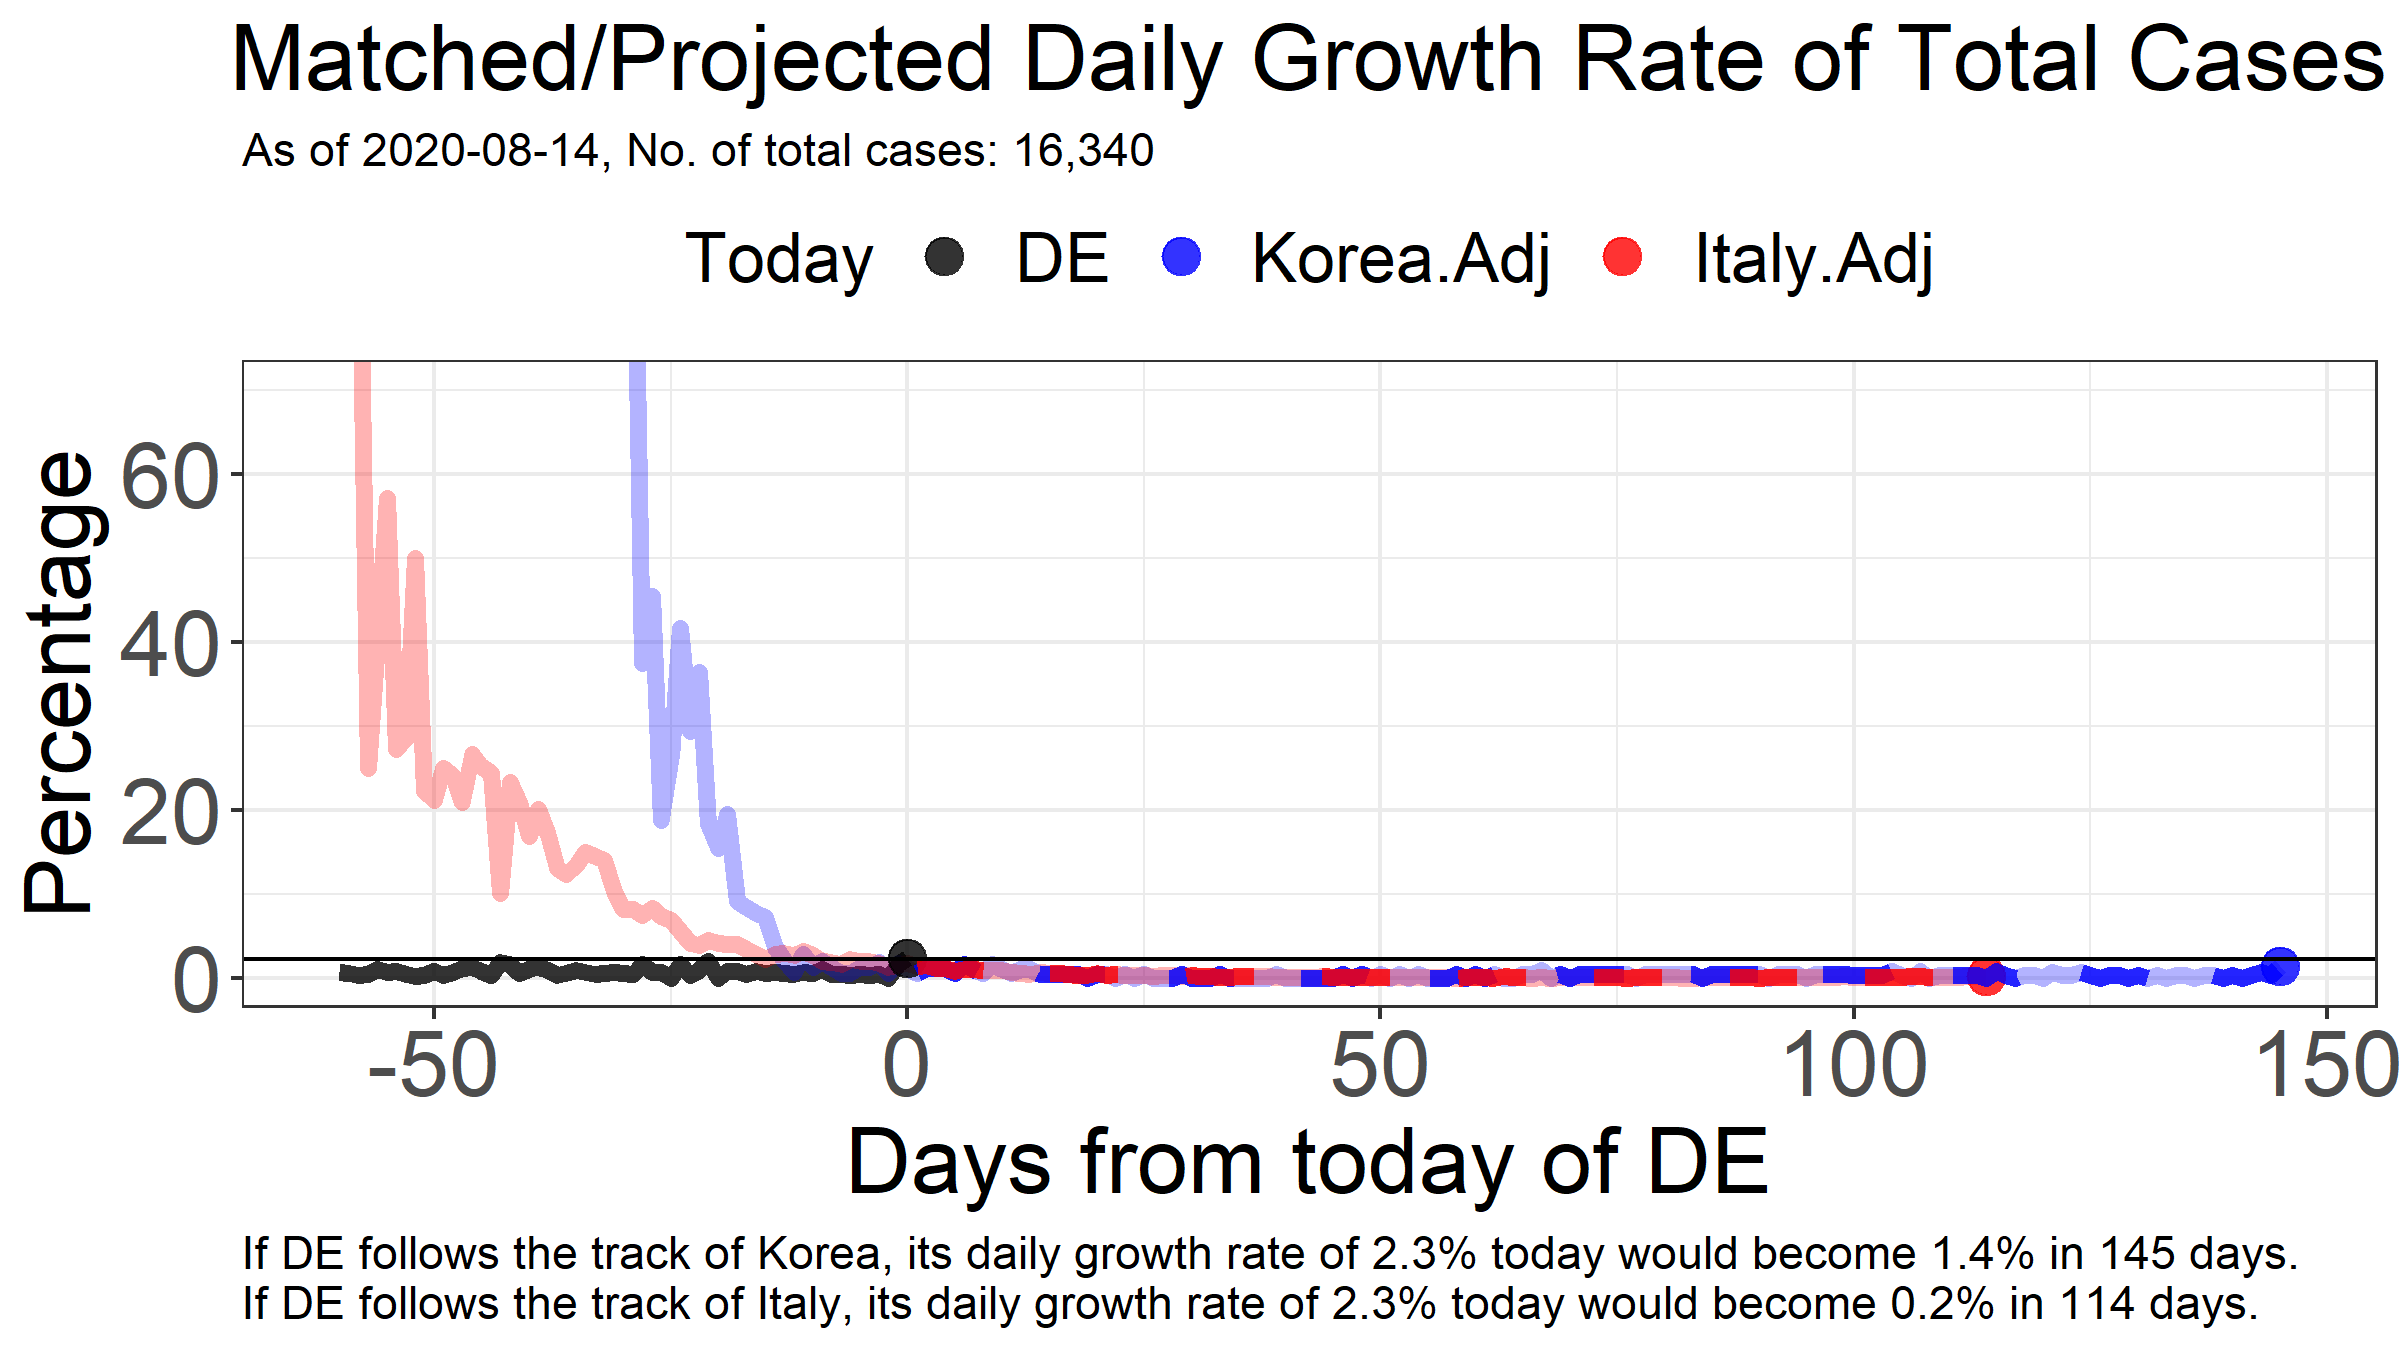 Matched/Projected Daily Growth Rate of Total Cases
As of 2020-08-14, No. of total cases: 16,340
Today DE Korea.Adj Italy.Adj
Percentage
60
40
20
0
-50 0 50 100 150
Days from today of DE
If DE follows the track of Korea, its daily growth rate of 2.3% today would become 1.4% in 145 days.
If DE follows the track of Italy, its daily growth rate of 2.3% today would become 0.2% in 114 days.